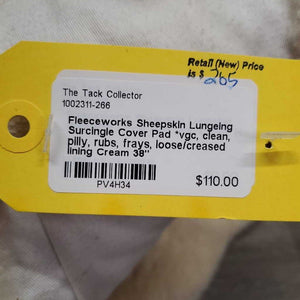 Retail (New) Price
is $ 265
The Tack Collector
1002311-266
Fleeceworks Sheepskin Lungeing
Surcingle Cover Pad *vgc, clean,
pilly, rubs, frays, loose/creased
lining Cream 38"
PV4H34
$110.00